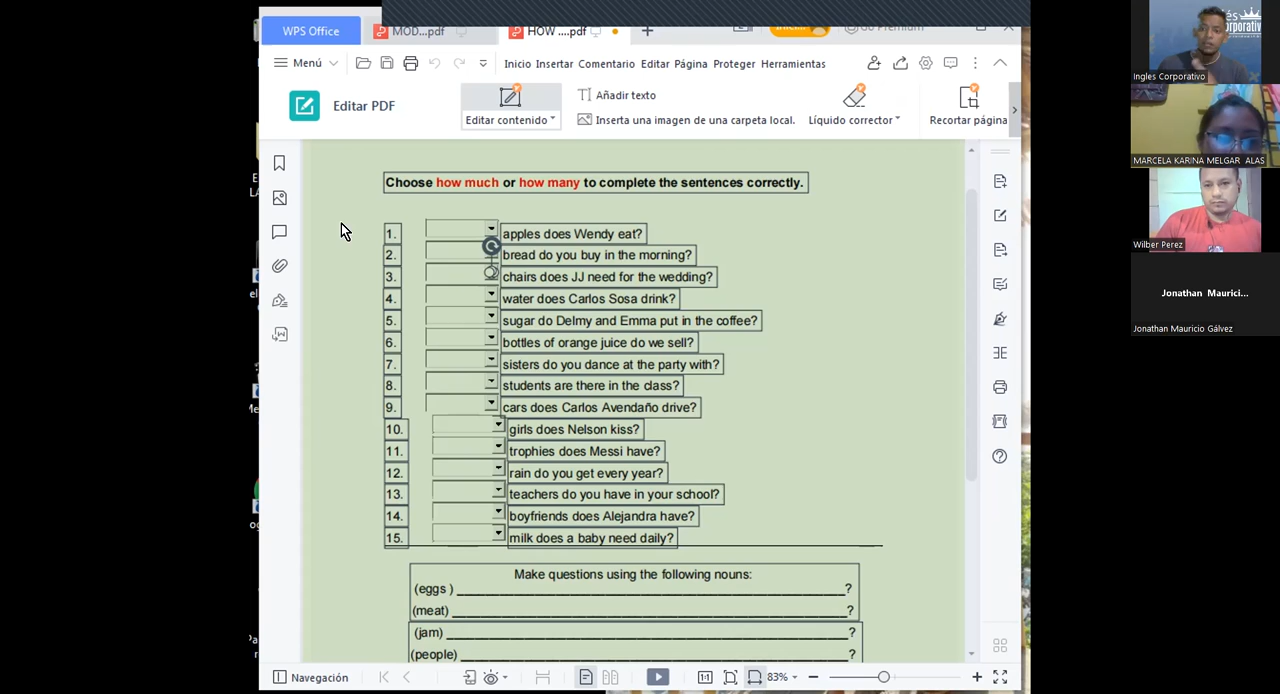 WPS Office
MOD...pdf
HOW ....pdf
Menú
Inicio Insertar Comentario Editar Página Proteger Herramientas
Editar PDF
Editar contenido
Añadir texto
Inserta una imagen de una carpeta local.
Líquido corrector
Recortar página
Choose how much or how many to complete the sentences correctly.
1. apples does Wendy eat?
2. bread do you buy in the morning?
3. chairs does JJ need for the wedding?
4. water does Carlos Sosa drink?
5. sugar do Delmy and Emma put in the coffee?
6. bottles of orange juice do we sell?
7. sisters do you dance at the party with?
8. students are there in the class?
9. cars does Carlos Avendaño drive?
10. girls does Nelson kiss?
11. trophies does Messi have?
12. rain do you get every year?
13. teachers do you have in your school?
14. boyfriends does Alejandra have?
15. milk does a baby need daily?
Make questions using the following nouns:
(eggs ) ?
(meat) ?
(jam) ?
(people) ?
Navegación
83%
Ingles Corporativo
MARCELA KARINA MELGAR ALAS
Wilber Perez
Jonathan Maurici...
Jonathan Mauricio Gálvez